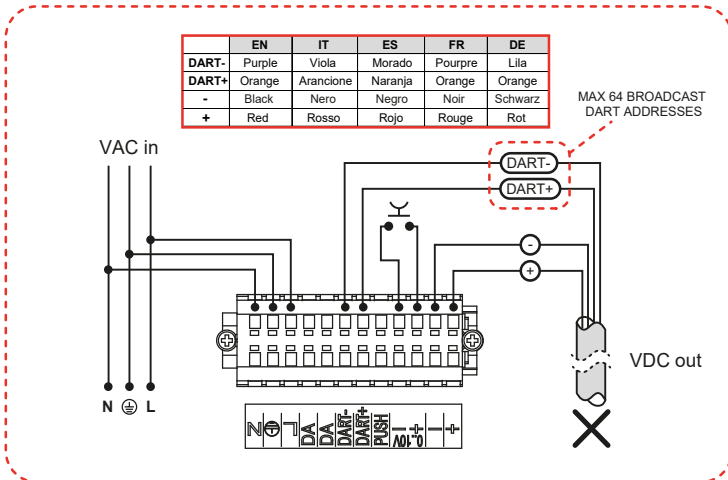 EN IT ES FR DE
DART- Purple Viola Morado Pourpre Lila
DART+ Orange Arancione Naranja Orange Orange
- Black Nero Negro Noir Schwarz
+ Red Rosso Rojo Rouge Rot
MAX 64 BROADCAST
DART ADDRESSES
VAC in
DART-
DART+
-
+
VDC out
N L
N L DA DA DART- DART+ PUSH - + 0..10V - +